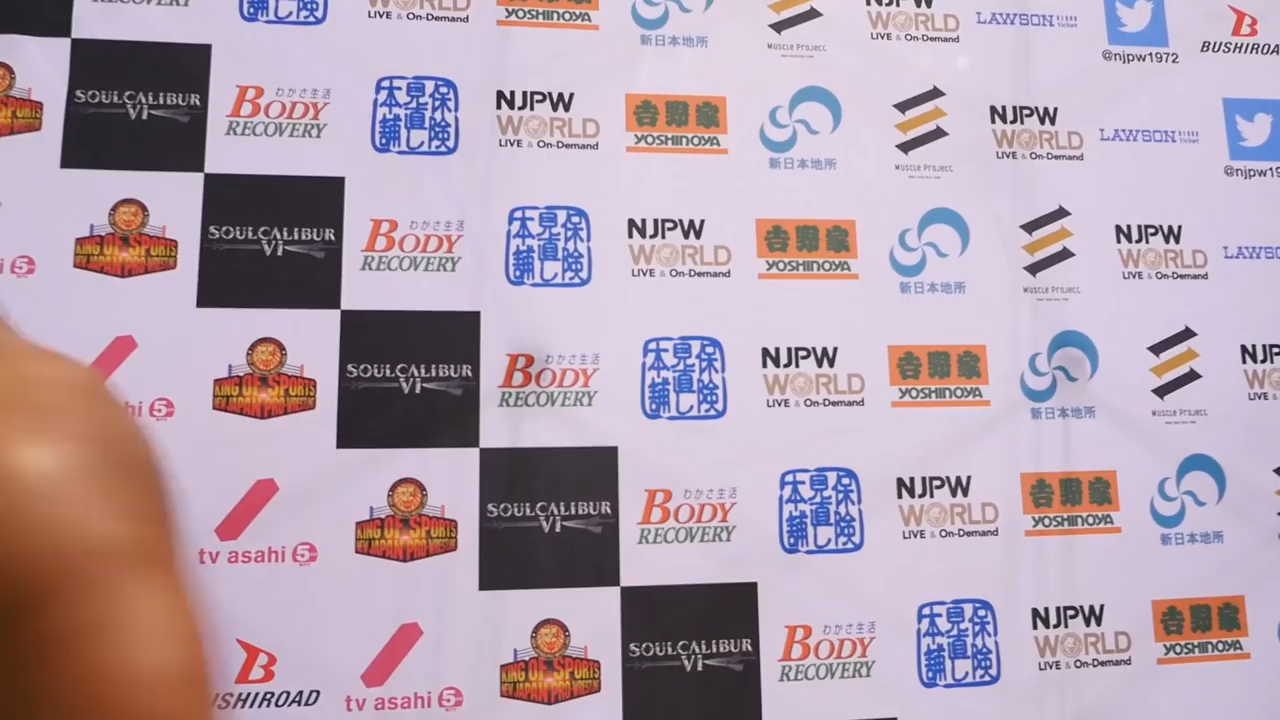 RECOVERY
LIVE & On-Demand
YOSHINOYA
新日本地所
Muscle Project
WORLD
LIVE & On-Demand
LAWSON
@njpw1972
BUSHIROA
SOULCALIBUR
VI
わかさ生活
BODY
RECOVERY
保険
見直し
本舗
NJPW
WORLD
LIVE & On-Demand
吉野家
YOSHINOYA
新日本地所
Muscle Project
NJPW
WORLD
LIVE & On-Demand
LAWSON
@njpw19
KING OF SPORTS
NEW JAPAN PRO-WRESTLING
SOULCALIBUR
VI
わかさ生活
BODY
RECOVERY
保険
見直し
本舗
NJPW
WORLD
LIVE & On-Demand
吉野家
YOSHINOYA
新日本地所
Muscle Project
NJPW
WORLD
LIVE & On-Demand
LAWSO
hi 5
KING OF SPORTS
NEW JAPAN PRO-WRESTLING
SOULCALIBUR
VI
わかさ生活
BODY
RECOVERY
保険
見直し
本舗
NJPW
WORLD
LIVE & On-Demand
吉野家
YOSHINOYA
新日本地所
Muscle Project
NJP
tv asahi 5
KING OF SPORTS
NEW JAPAN PRO-WRESTLING
SOULCALIBUR
VI
わかさ生活
BODY
RECOVERY
保険
見直し
本舗
NJPW
WORLD
LIVE & On-Demand
吉野家
YOSHINOYA
新日本地所
USHIROAD
tv asahi 5
KING OF SPORTS
NEW JAPAN PRO-WRESTLING
SOULCALIBUR
VI
わかさ生活
BODY
RECOVERY
保険
見直し
本舗
NJPW
WORLD
LIVE & On-Demand
吉野家
YOSHINOYA